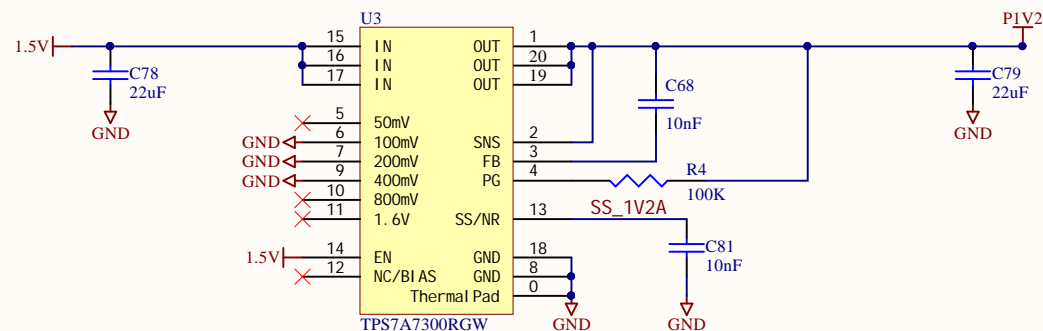 U3
P1V2
1.5V
15 IN OUT 1
16 IN OUT 20
17 IN OUT 19
C78
22uF
GND
C68
10nF
C79
22uF
GND
5 50mV
GND 6 100mV SNS 2
GND 7 200mV FB 3
GND 9 400mV PG 4
R4
100K
10 800mV
11 1.6V SS/NR 13 SS_1V2A
C81
10nF
1.5V 14 EN GND 18
12 NC/BIAS GND 8
Thermal Pad 0
GND
GND
TPS7A7300RGW